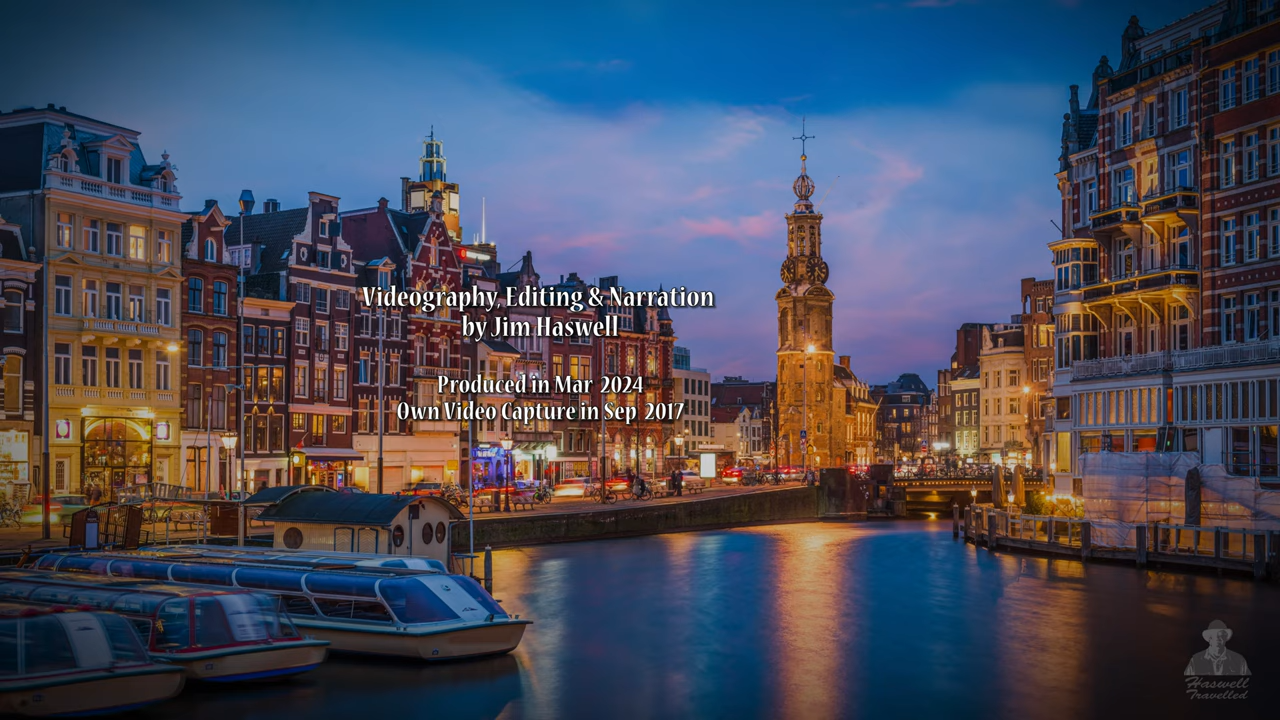 Videography, Editing & Narration
by Jim Haswell
Produced in Mar 2024
Own Video Capture in Sep 2017
Haswell
Travelled